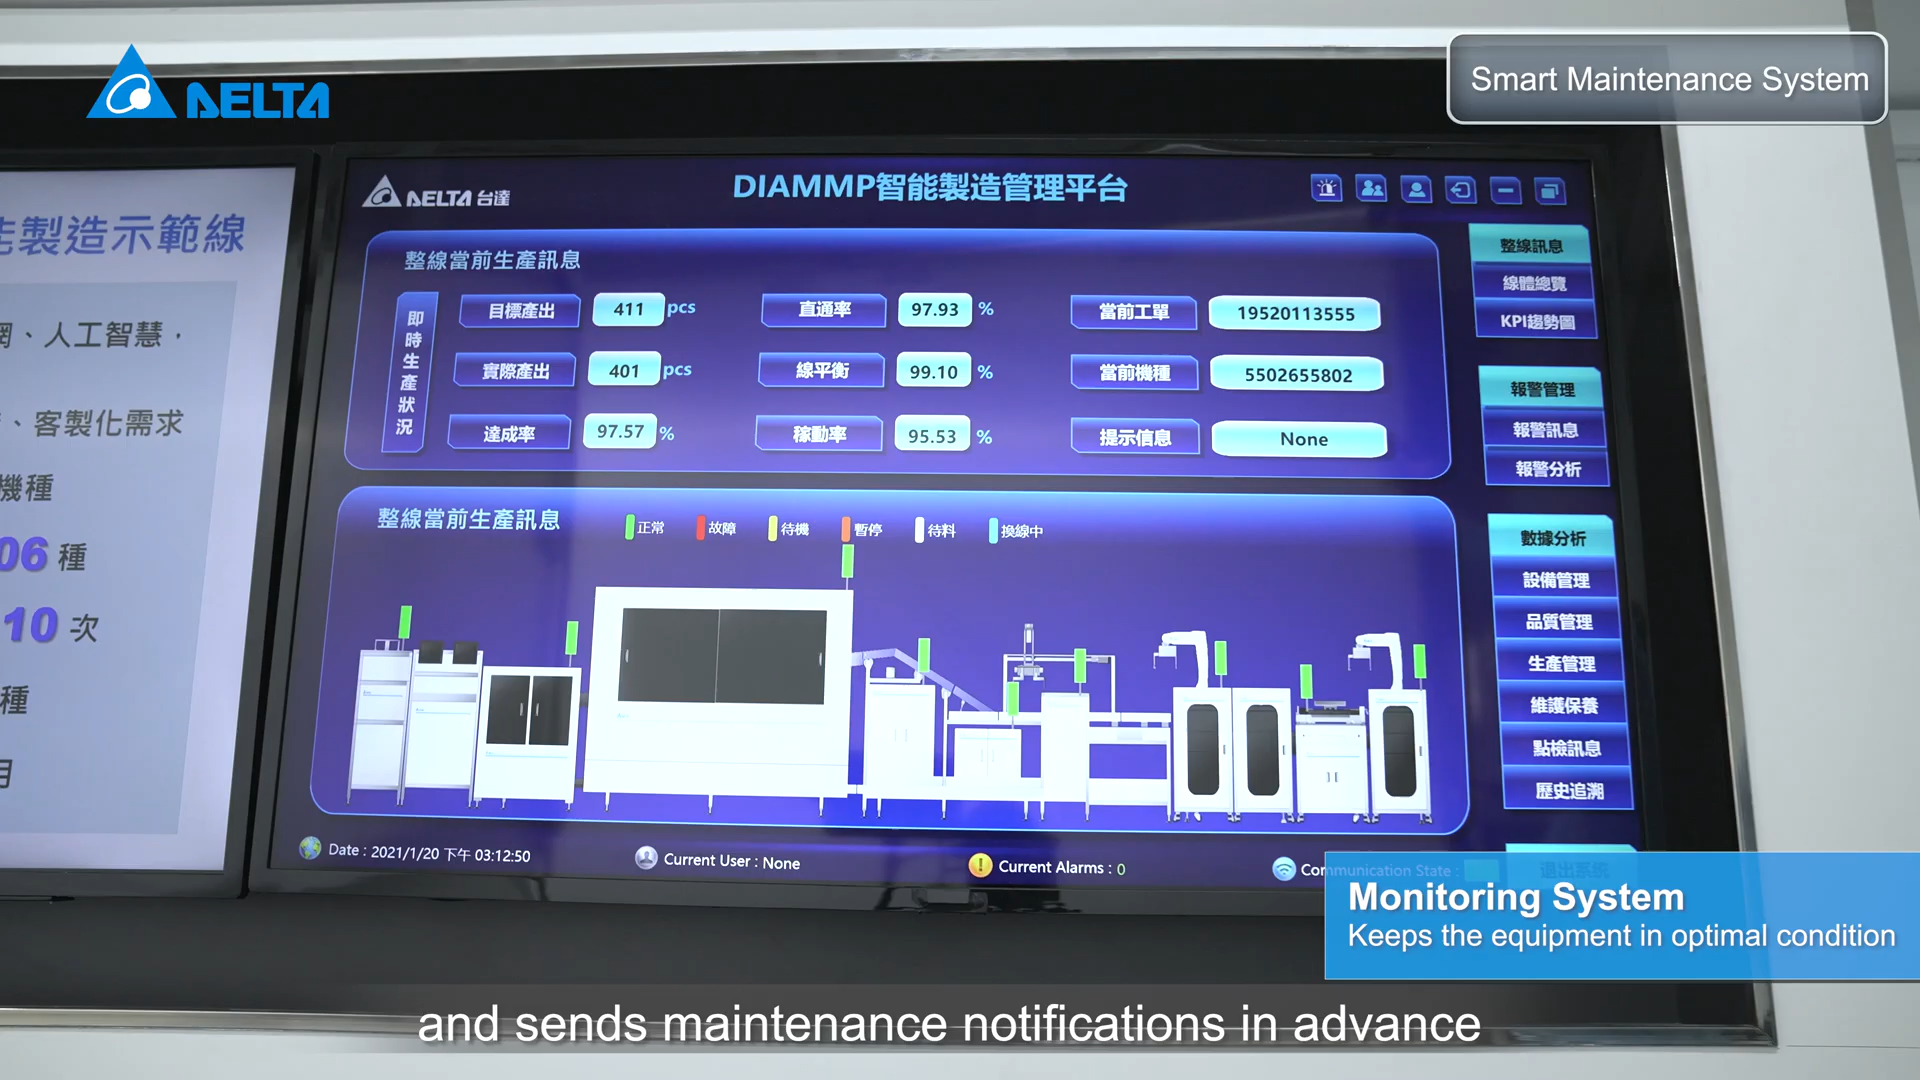 DELTA
Smart Maintenance System
能製造示範線
網、人工智慧，
、客製化需求
機種
06 種
10 次
種
月
DELTA 台達
DIAMMP智能製造管理平台
整線當前生產訊息
即時生產狀況
目標產出 411 pcs
直通率 97.93 %
當前工單 19520113555
實際產出 401 pcs
線平衡 99.10 %
當前機種 5502655802
達成率 97.57 %
稼動率 95.53 %
提示信息 None
整線當前生產訊息
正常 故障 待機 暫停 待料 換線中
整線訊息
線體總覽
KPI趨勢圖
報警管理
報警訊息
報警分析
數據分析
設備管理
品質管理
生產管理
維護保養
點檢訊息
歷史追溯
退出系統
Date : 2021/1/20 下午 03:12:50
Current User : None
Current Alarms : 0
Communication State :
Monitoring System
Keeps the equipment in optimal condition
and sends maintenance notifications in advance